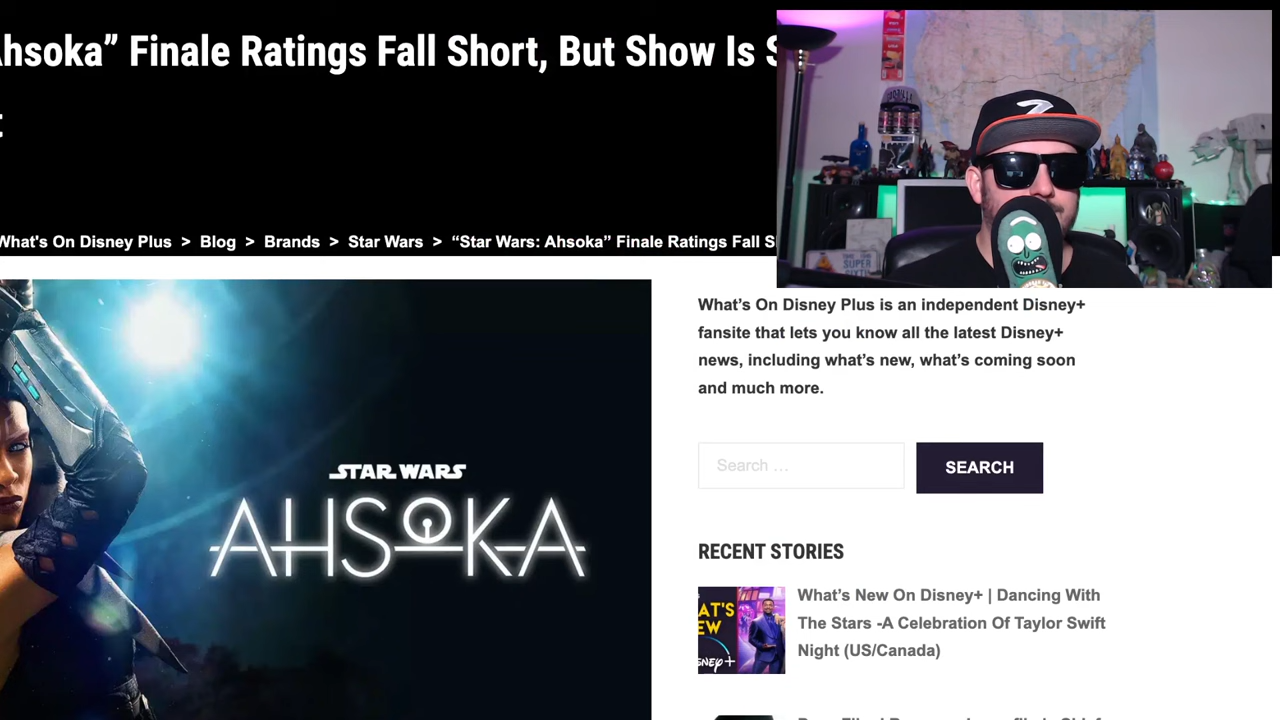 hsoka” Finale Ratings Fall Short, But Show Is
What's On Disney Plus > Blog > Brands > Star Wars > “Star Wars: Ahsoka” Finale Ratings Fall
What’s On Disney Plus is an independent Disney+
fansite that lets you know all the latest Disney+
news, including what’s new, what’s coming soon
and much more.
Search …
SEARCH
STAR WARS
AHSOKA
RECENT STORIES
What’s New On Disney+ | Dancing With
The Stars -A Celebration Of Taylor Swift
Night (US/Canada)